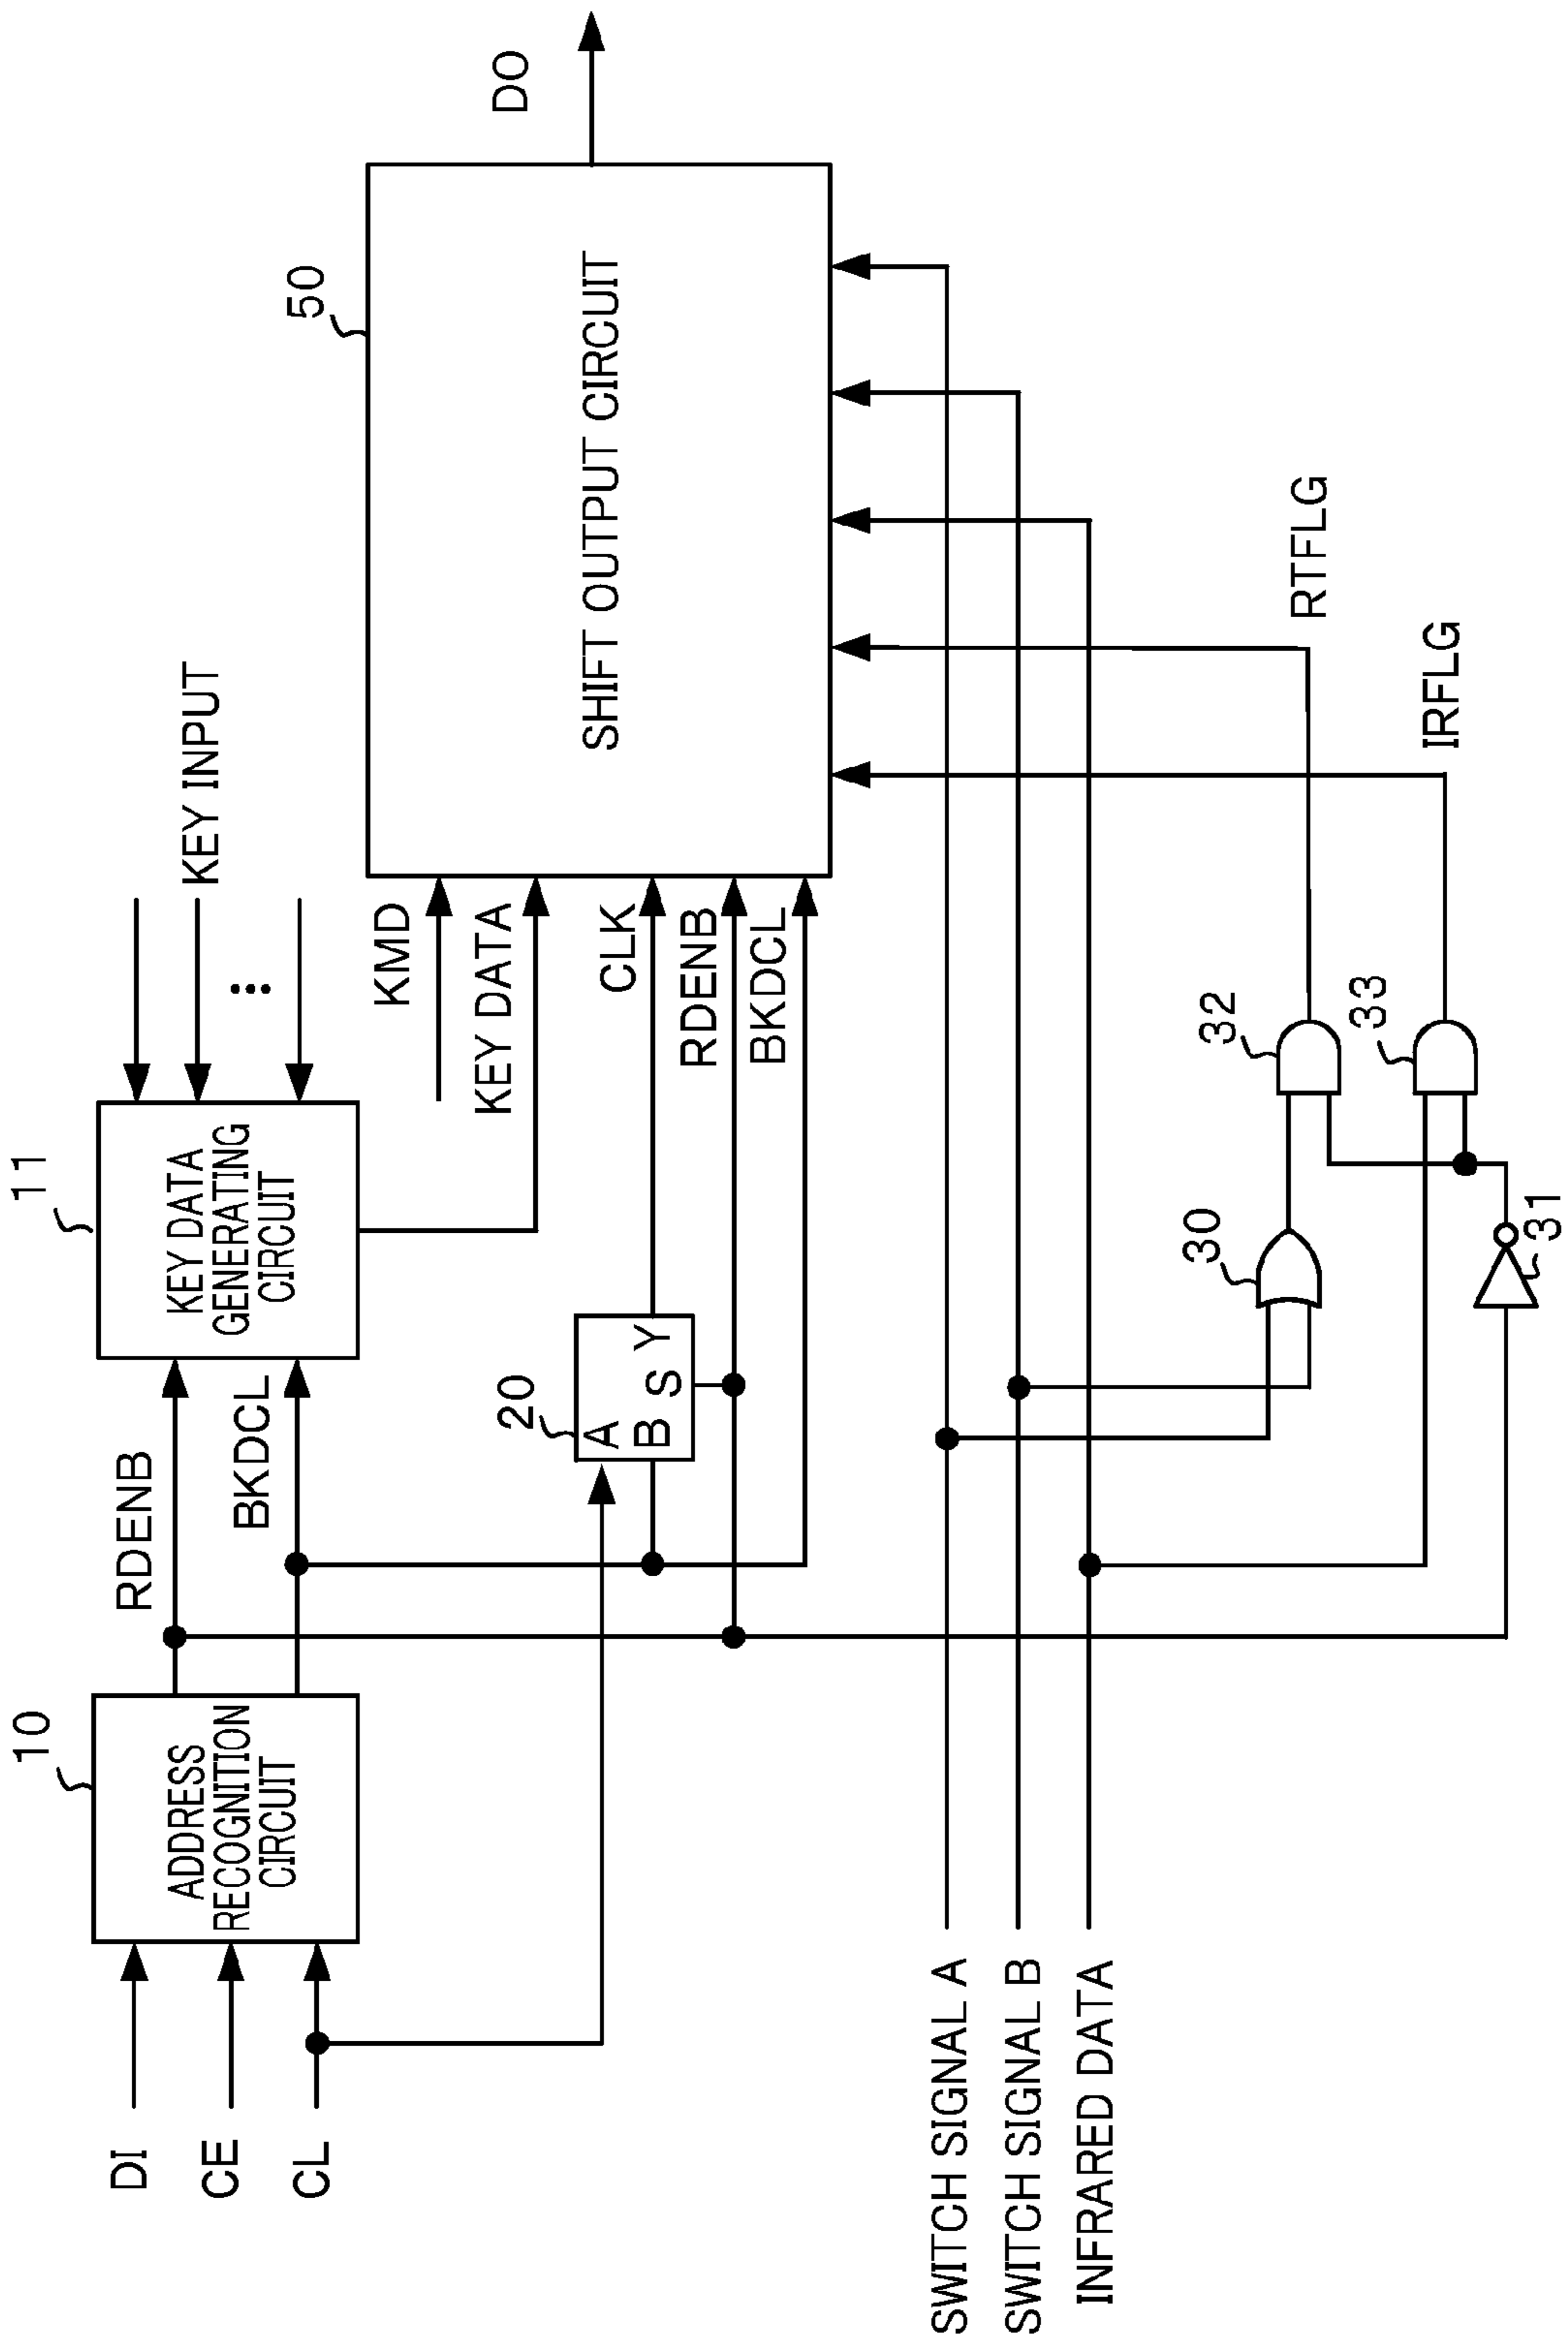 10
11
KEY INPUT
50
DO
DI
CE
CL
ADDRESS
RECOGNITION
CIRCUIT
RDENB
BKDCL
KEY DATA
GENERATING
CIRCUIT
...
KMD
KEY DATA
CLK
RDENB
BKDCL
SHIFT OUTPUT CIRCUIT
20
A
B
S
Y
SWITCH SIGNAL A
SWITCH SIGNAL B
INFRARED DATA
30
32
RTFLG
33
IRFLG
31